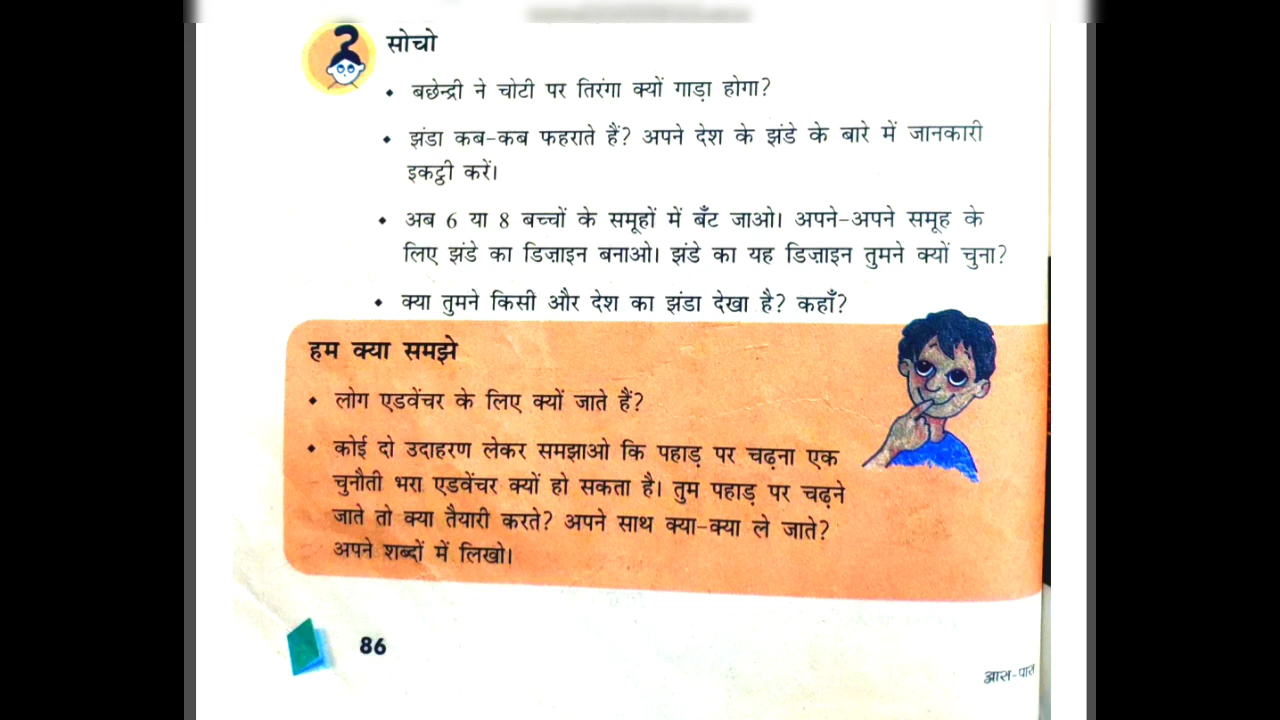 सोचो
• बछेन्द्री ने चोटी पर तिरंगा क्यों गाड़ा होगा?
• झंडा कब-कब फहराते हैं? अपने देश के झंडे के बारे में जानकारी
इकट्ठी करें।
• अब 6 या 8 बच्चों के समूहों में बँट जाओ। अपने-अपने समूह के
लिए झंडे का डिज़ाइन बनाओ। झंडे का यह डिज़ाइन तुमने क्यों चुना?
• क्या तुमने किसी और देश का झंडा देखा है? कहाँ?
हम क्या समझे
• लोग एडवेंचर के लिए क्यों जाते हैं?
• कोई दो उदाहरण लेकर समझाओ कि पहाड़ पर चढ़ना एक
चुनौती भरा एडवेंचर क्यों हो सकता है। तुम पहाड़ पर चढ़ने
जाते तो क्या तैयारी करते? अपने साथ क्या-क्या ले जाते?
अपने शब्दों में लिखो।
86
आस-पास